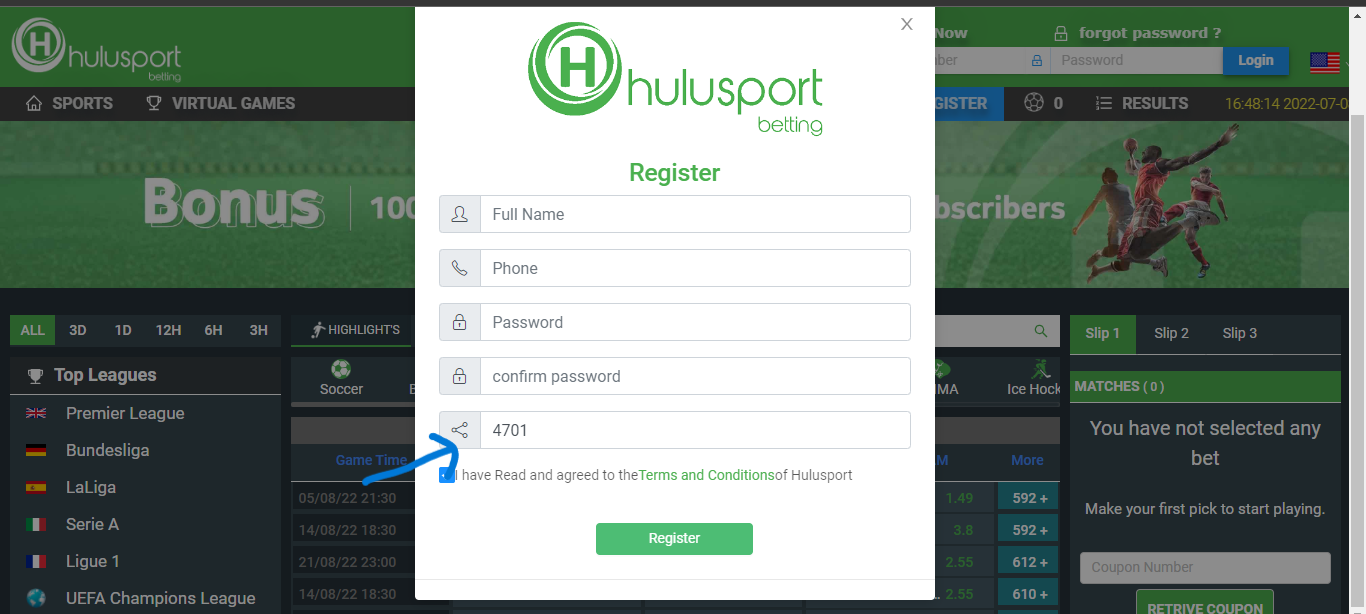 H hulusport
betting
Now
forgot password ?
ber
Password
Login
SPORTS
VIRTUAL GAMES
GISTER
0
RESULTS
16:48:14 2022-07-0
Bonus
100
bscribers
H
hulusport
betting
Register
Full Name
Phone
Password
confirm password
4701
I have Read and agreed to theTerms and Conditionsof Hulusport
Register
ALL 3D 1D 12H 6H 3H
Top Leagues
Premier League
Bundesliga
LaLiga
Serie A
Ligue 1
UEFA Champions League
HIGHLIGHT'S
Soccer
B
MA
Ice Hock
Game Time
M
More
05/08/22 21:30
1.49
592 +
14/08/22 18:30
3.8
592 +
21/08/22 23:00
2.55
612 +
14/08/22 18:30
2.55
610 +
Slip 1 Slip 2 Slip 3
MATCHES ( 0 )
You have not selected any
bet
Make your first pick to start playing.
Coupon Number
RETRIVE COUPON